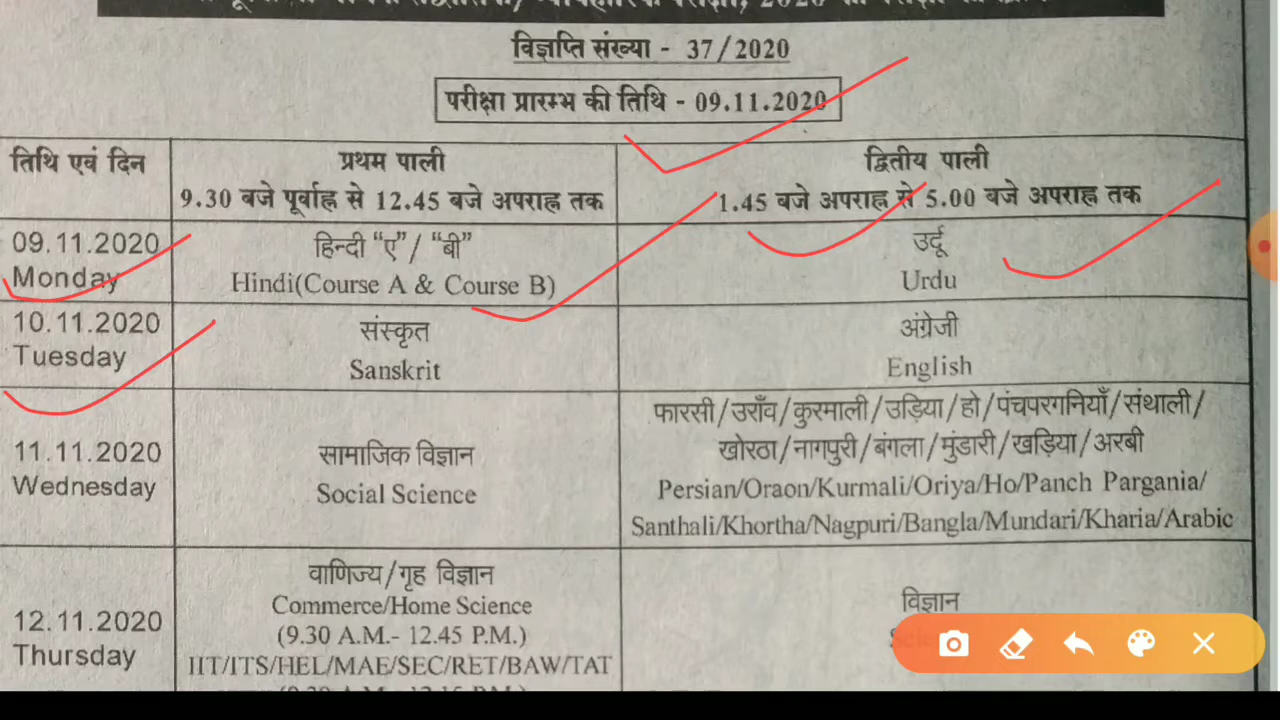 विज्ञप्ति संख्या - 37/2020
परीक्षा प्रारम्भ की तिथि - 09.11.2020
तिथि एवं दिन
प्रथम पाली
9.30 बजे पूर्वाह्न से 12.45 बजे अपराह्न तक
द्वितीय पाली
1.45 बजे अपराह्न से 5.00 बजे अपराह्न तक
09.11.2020
Monday
हिन्दी “ए”/ “बी”
Hindi(Course A & Course B)
उर्दू
Urdu
10.11.2020
Tuesday
संस्कृत
Sanskrit
अंग्रेजी
English
11.11.2020
Wednesday
सामाजिक विज्ञान
Social Science
फारसी/उराँव/कुरमाली/उड़िया/हो/पंचपरगनियाँ/संथाली/
खोरठा/नागपुरी/बंगला/मुंडारी/खड़िया/अरबी
Persian/Oraon/Kurmali/Oriya/Ho/Panch Pargania/
Santhali/Khortha/Nagpuri/Bangla/Mundari/Kharia/Arabic
12.11.2020
Thursday
वाणिज्य/गृह विज्ञान
Commerce/Home Science
(9.30 A.M.- 12.45 P.M.)
IIT/ITS/HEL/MAE/SEC/RET/BAW/TAT
विज्ञान